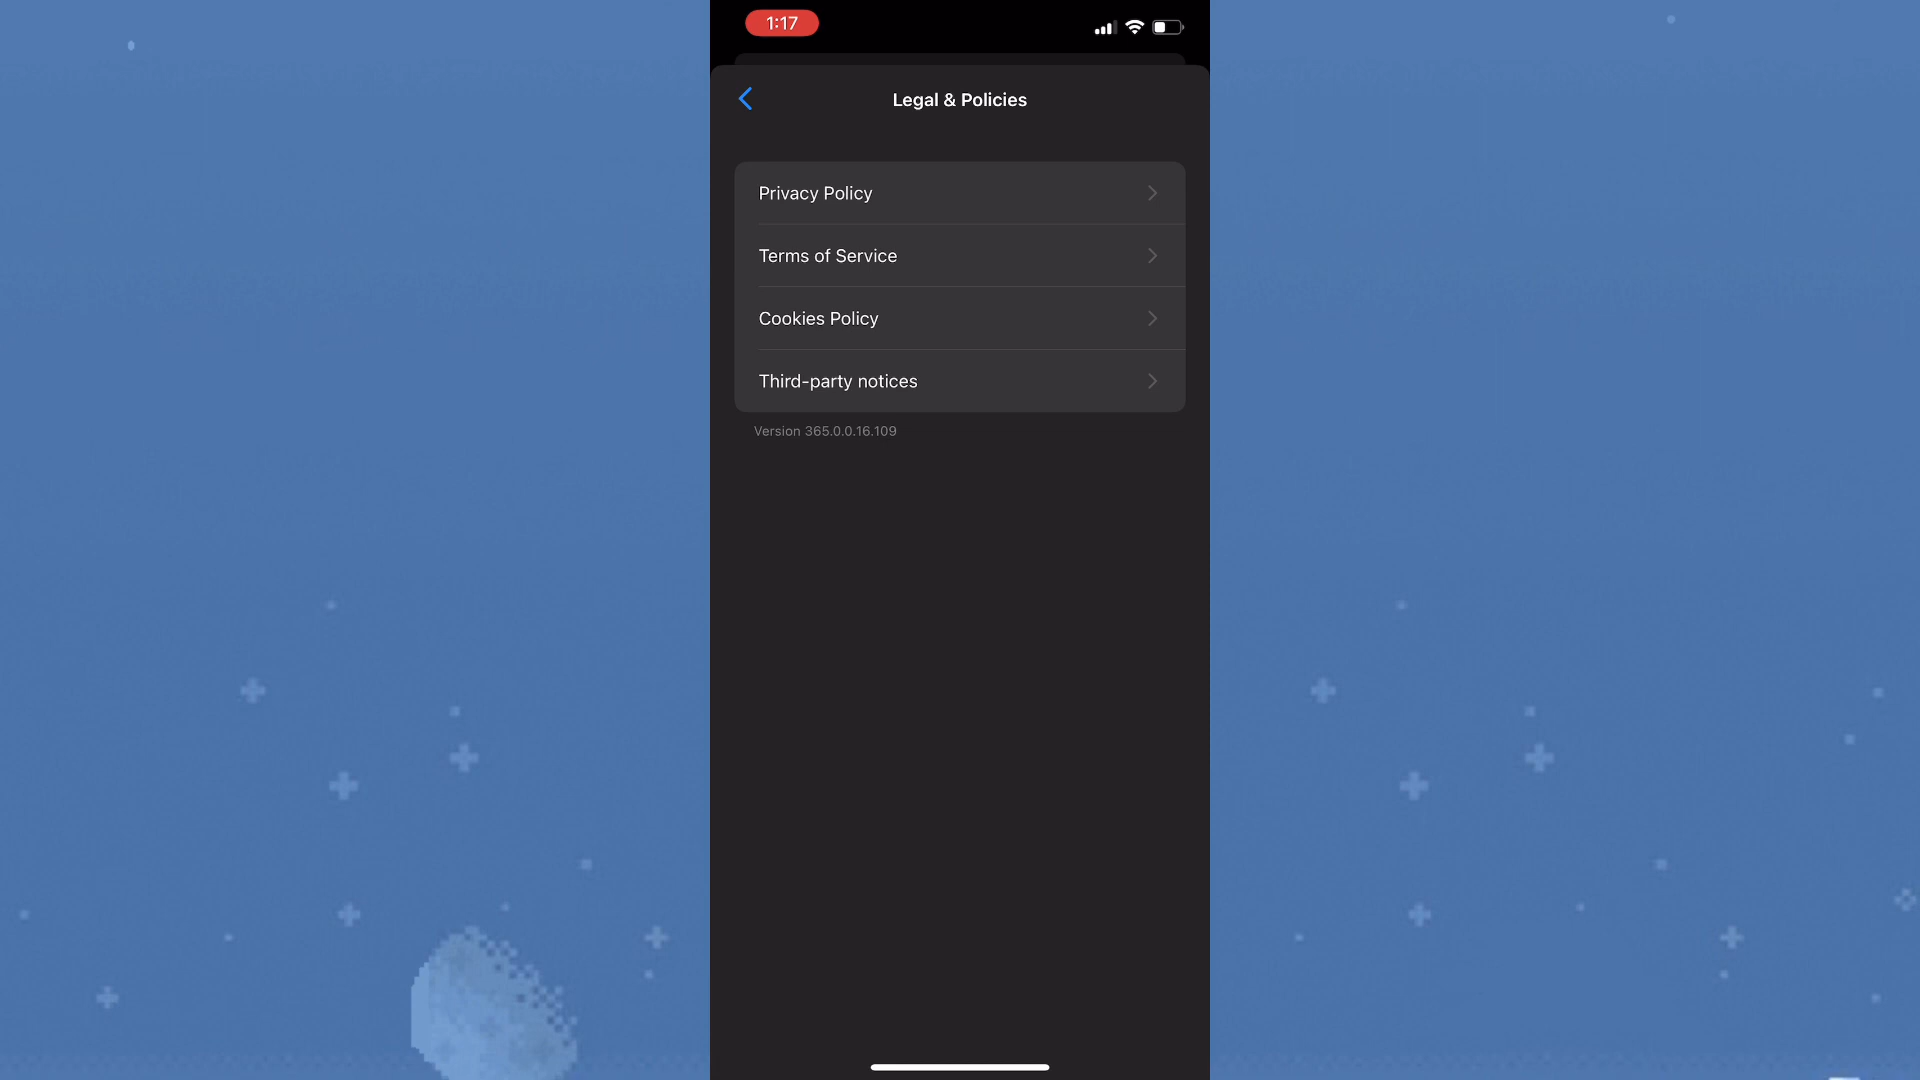 1:17
Legal & Policies
Privacy Policy
Terms of Service
Cookies Policy
Third-party notices
Version 365.0.0.16.109